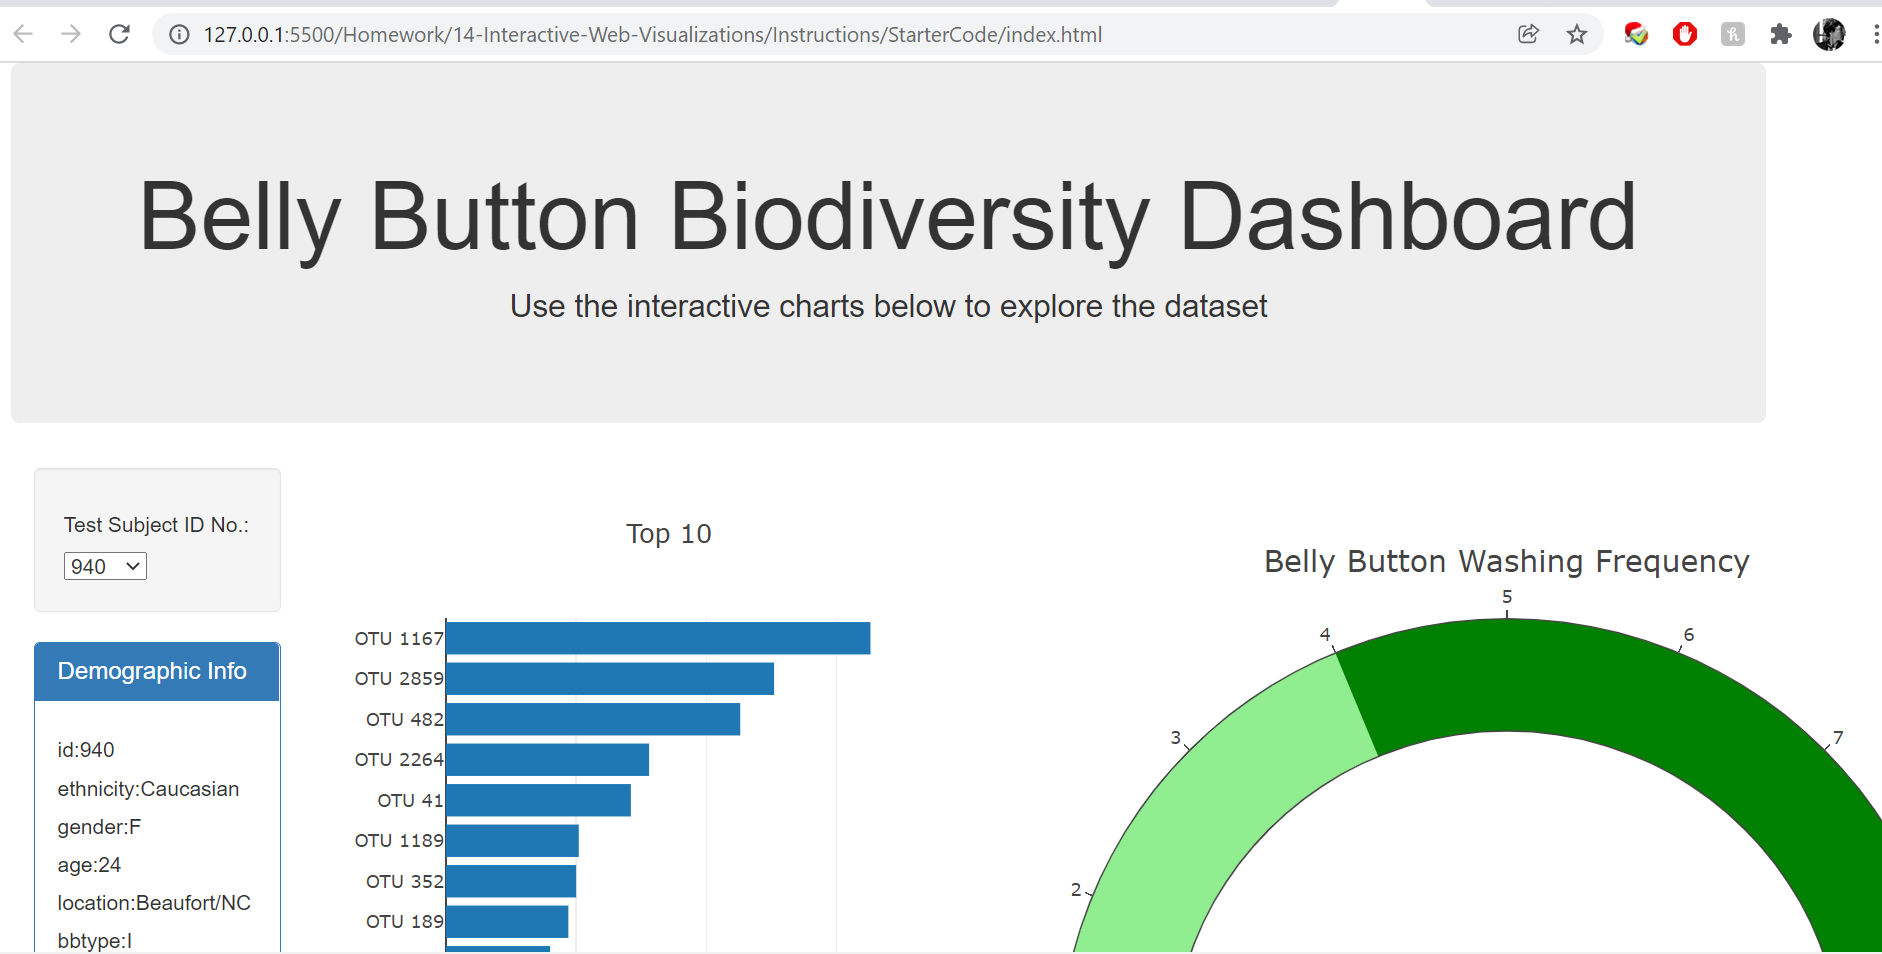 127.0.0.1:5500/Homework/14-Interactive-Web-Visualizations/Instructions/StarterCode/index.html
Belly Button Biodiversity Dashboard
Use the interactive charts below to explore the dataset
Test Subject ID No.:
940
Demographic Info
id:940
ethnicity:Caucasian
gender:F
age:24
location:Beaufort/NC
bbtype:I
Top 10
OTU 1167
OTU 2859
OTU 482
OTU 2264
OTU 41
OTU 1189
OTU 352
OTU 189
Belly Button Washing Frequency
5
4
6
3
7
2